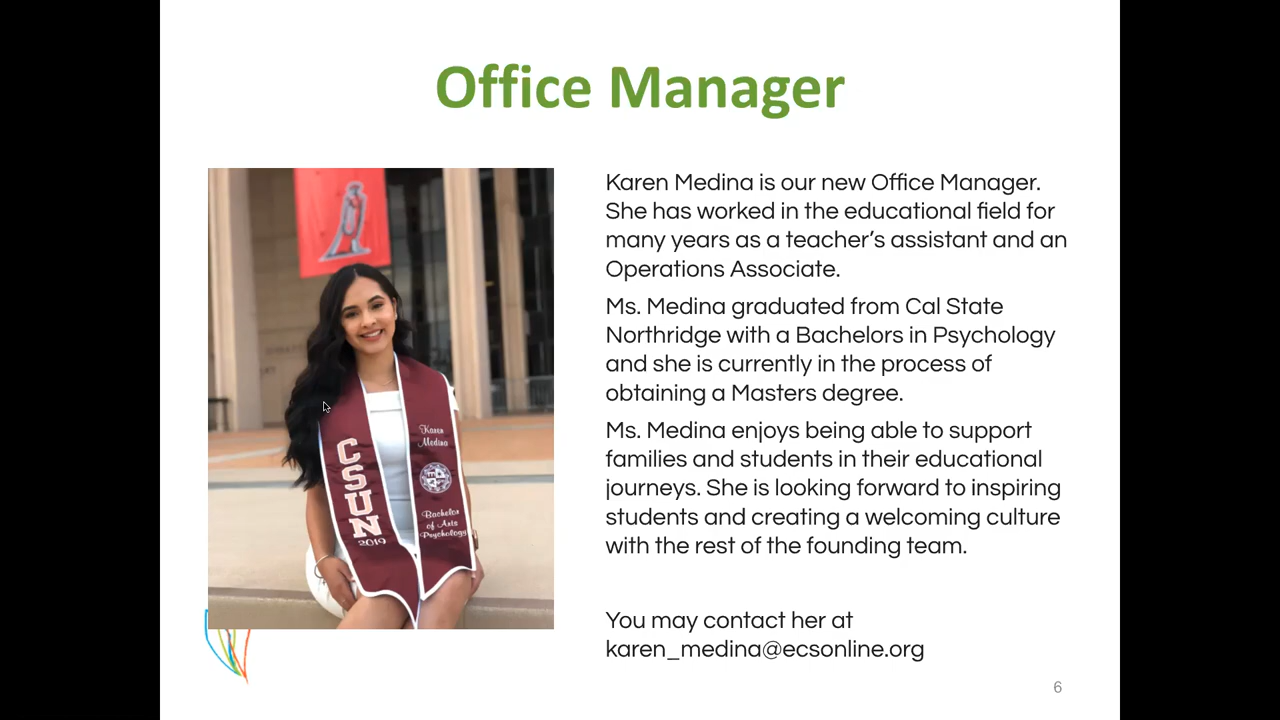 Office Manager
Karen Medina is our new Office Manager.
She has worked in the educational field for
many years as a teacher’s assistant and an
Operations Associate.
Ms. Medina graduated from Cal State
Northridge with a Bachelors in Psychology
and she is currently in the process of
obtaining a Masters degree.
Ms. Medina enjoys being able to support
families and students in their educational
journeys. She is looking forward to inspiring
students and creating a welcoming culture
with the rest of the founding team.
You may contact her at
karen_medina@ecsonline.org
CSUN
2019
Karen
Medina
Bachelor
of Arts
Psychology
6